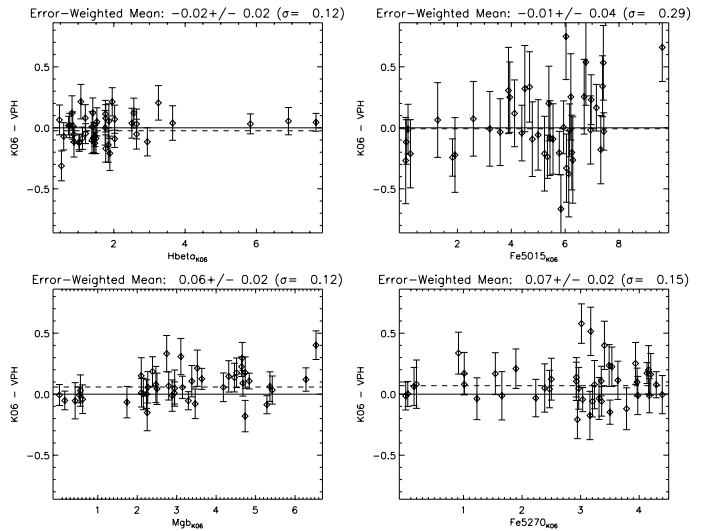 Error-Weighted Mean: -0.02+/- 0.02 (σ= 0.12)
0.5
0.0
-0.5
K06 - VPH
2 4 6
Hbeta K06
Error-Weighted Mean: -0.01+/- 0.04 (σ= 0.29)
0.5
0.0
-0.5
K06 - VPH
2 4 6 8
Fe5015 K06
Error-Weighted Mean: 0.06+/- 0.02 (σ= 0.12)
0.5
0.0
-0.5
K06 - VPH
1 2 3 4 5 6
Mgb K06
Error-Weighted Mean: 0.07+/- 0.02 (σ= 0.15)
0.5
0.0
-0.5
K06 - VPH
1 2 3 4
Fe5270 K06